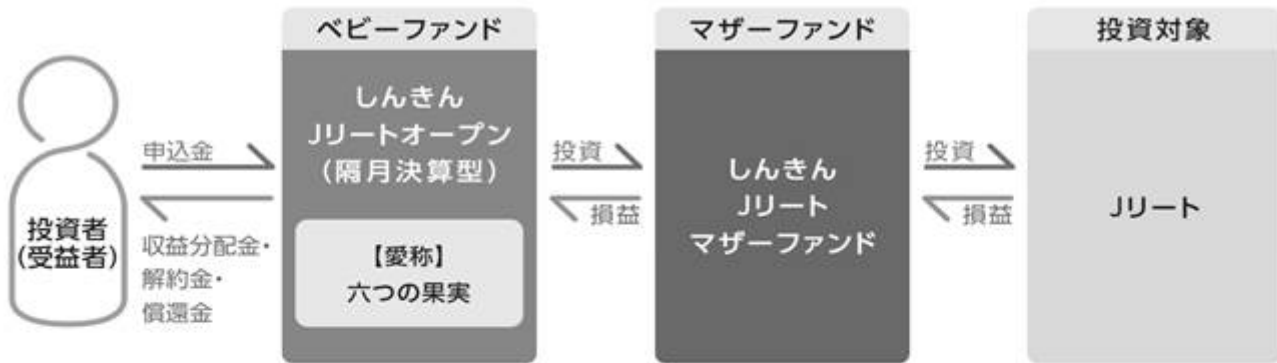 ベビーファンド
マザーファンド
投資対象
しんきん
Jリートオープン
(隔月決算型)
【愛称】
六つの果実
申込金
投資者
(受益者)
収益分配金・
解約金・
償還金
投資
損益
しんきん
Jリート
マザーファンド
投資
損益
Jリート